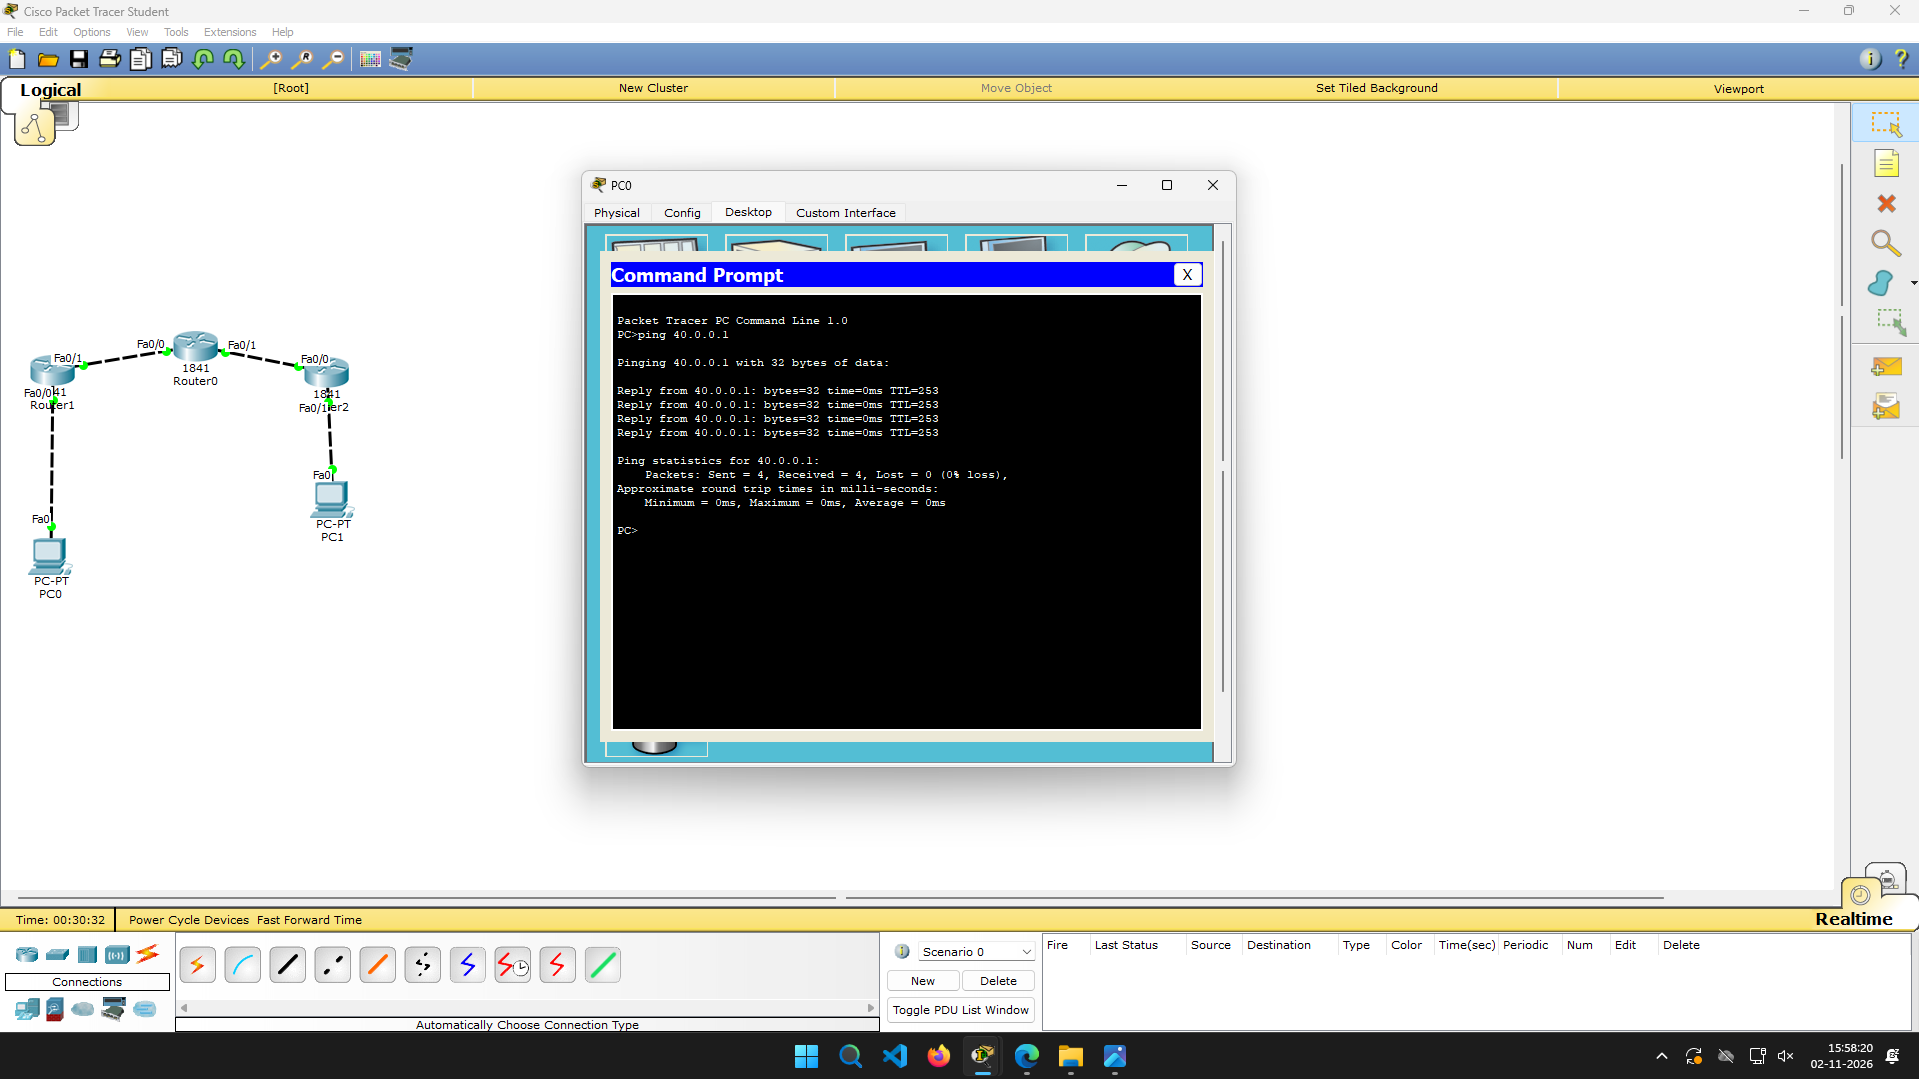 Cisco Packet Tracer Student
File Edit Options View Tools Extensions Help
Logical [Root] New Cluster Move Object Set Tiled Background Viewport
PC0
Physical Config Desktop Custom Interface
Command Prompt X
Packet Tracer PC Command Line 1.0
PC>ping 40.0.0.1
Pinging 40.0.0.1 with 32 bytes of data:
Reply from 40.0.0.1: bytes=32 time=0ms TTL=253
Reply from 40.0.0.1: bytes=32 time=0ms TTL=253
Reply from 40.0.0.1: bytes=32 time=0ms TTL=253
Reply from 40.0.0.1: bytes=32 time=0ms TTL=253
Ping statistics for 40.0.0.1:
Packets: Sent = 4, Received = 4, Lost = 0 (0% loss),
Approximate round trip times in milli-seconds:
Minimum = 0ms, Maximum = 0ms, Average = 0ms
PC>
Fa0/0 Fa0/1
Fa0/1 Fa0/0
1841
Router0
Fa0/0 41
Router1
1841
Fa0/1 er2
Fa0
PC-PT
PC1
Fa0
PC-PT
PC0
Time: 00:30:32 Power Cycle Devices Fast Forward Time Realtime
Connections
Automatically Choose Connection Type
Scenario 0
New Delete
Toggle PDU List Window
Fire Last Status Source Destination Type Color Time(sec) Periodic Num Edit Delete
15:58:20
02-11-2026